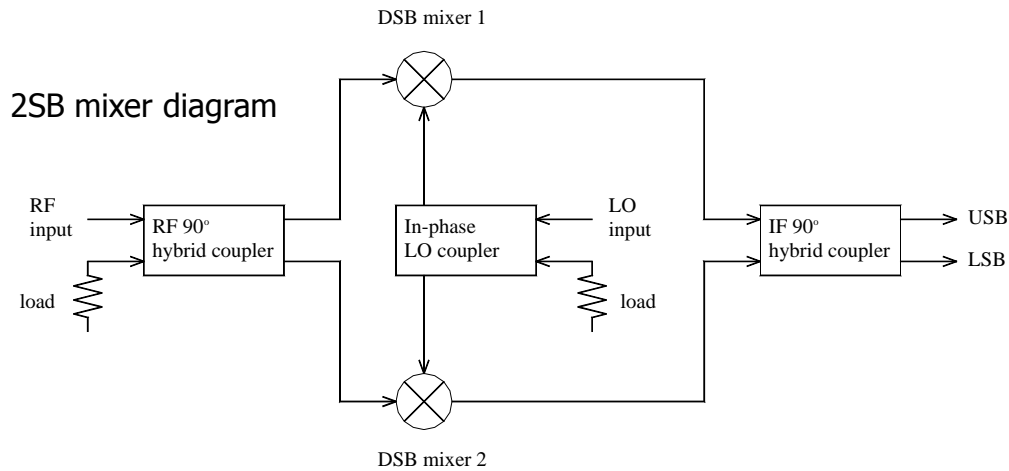 DSB mixer 1
2SB mixer diagram
RF
input
RF 90°
hybrid coupler
load
In-phase
LO coupler
LO
input
load
IF 90°
hybrid coupler
USB
LSB
DSB mixer 2